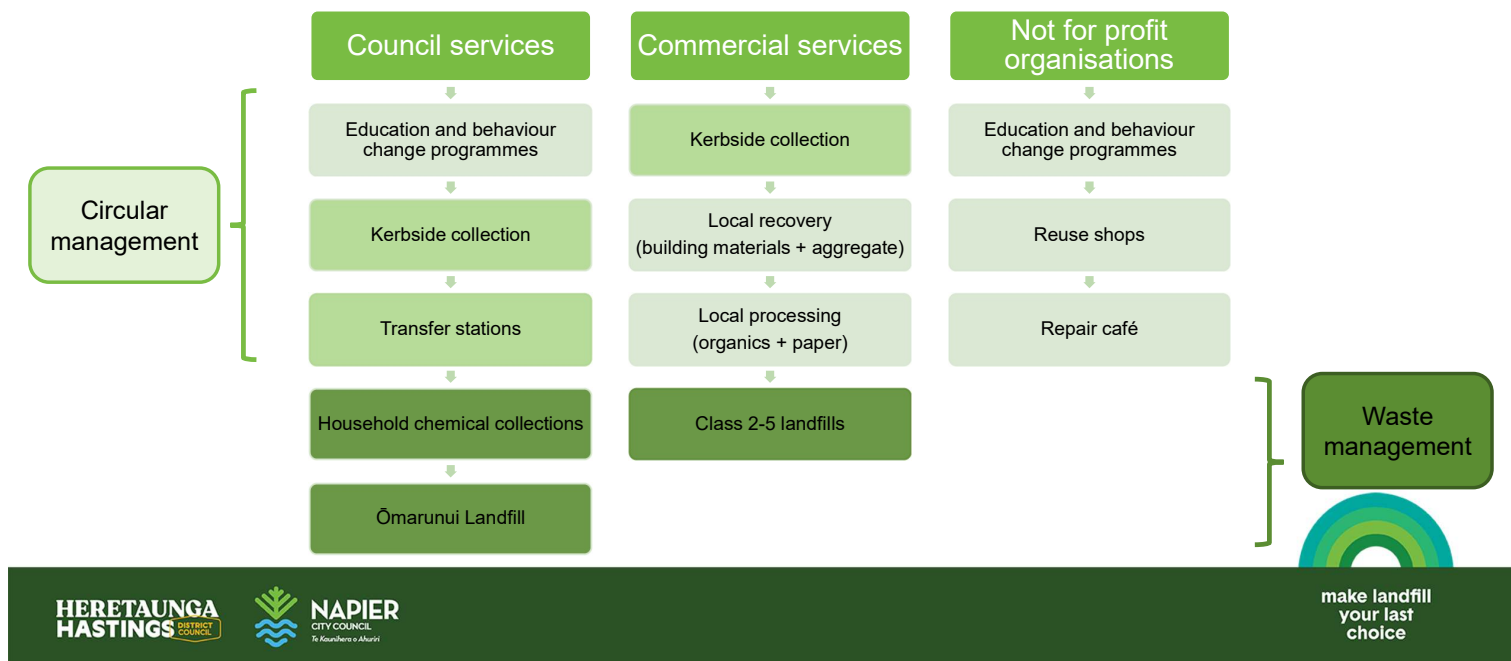 Council services
Commercial services
Not for profit
organisations
Circular
management
Education and behaviour
change programmes
Kerbside collection
Transfer stations
Household chemical collections
Ōmarunui Landfill
Kerbside collection
Local recovery
(building materials + aggregate)
Local processing
(organics + paper)
Class 2-5 landfills
Education and behaviour
change programmes
Reuse shops
Repair café
Waste
management
HERETAUNGA
HASTINGS DISTRICT
COUNCIL
NAPIER
CITY COUNCIL
Te Kaunihera o Ahuriri
make landfill
your last
choice